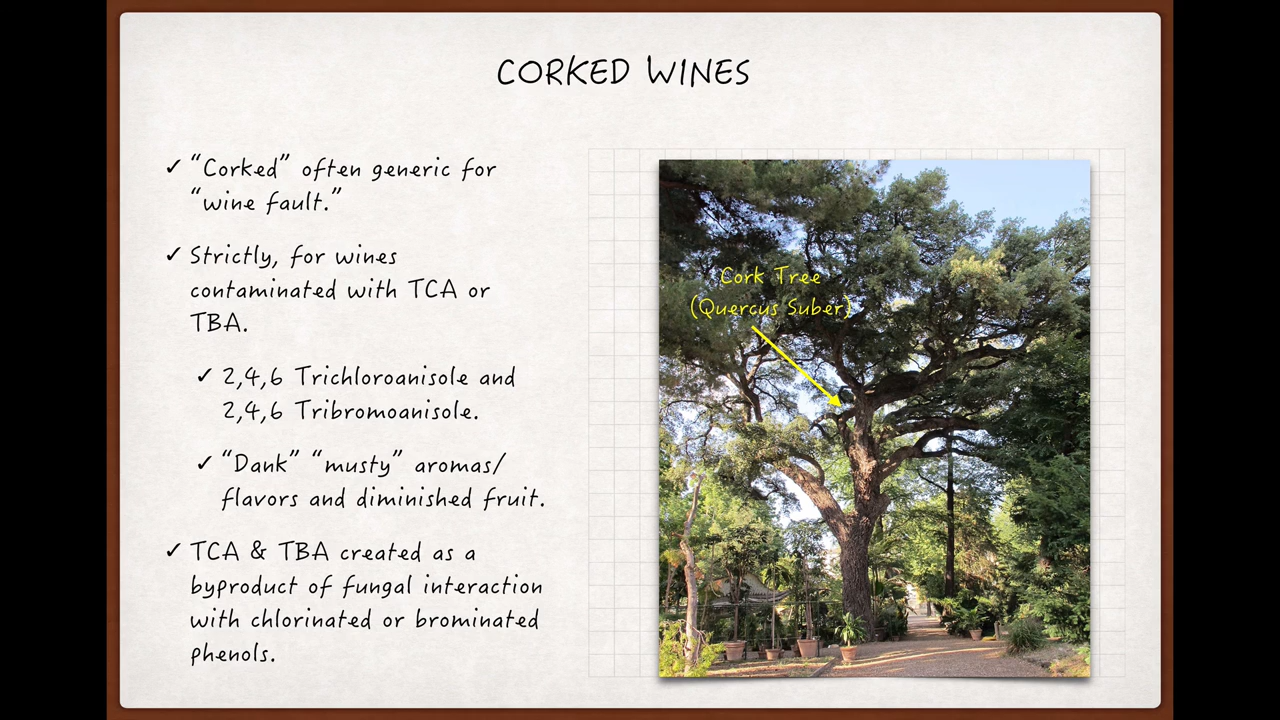 CORKED WINES
✓ “Corked” often generic for
“wine fault.”
✓ Strictly, for wines
contaminated with TCA or
TBA.
✓ 2,4,6 Trichloroanisole and
2,4,6 Tribromoanisole.
✓ “Dank” “musty” aromas/
flavors and diminished fruit.
✓ TCA & TBA created as a
byproduct of fungal interaction
with chlorinated or brominated
phenols.
Cork Tree
(Quercus Suber)